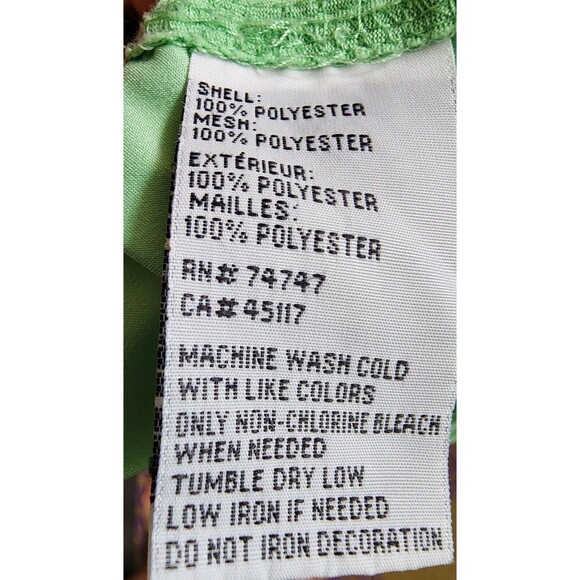 SHELL:
100% POLYESTER
MESH:
100% POLYESTER
EXTÉRIEUR:
100% POLYESTER
MAILLES:
100% POLYESTER
RN# 74747
CA# 45117
MACHINE WASH COLD
WITH LIKE COLORS
ONLY NON-CHLORINE BLEACH
WHEN NEEDED
TUMBLE DRY LOW
LOW IRON IF NEEDED
DO NOT IRON DECORATION